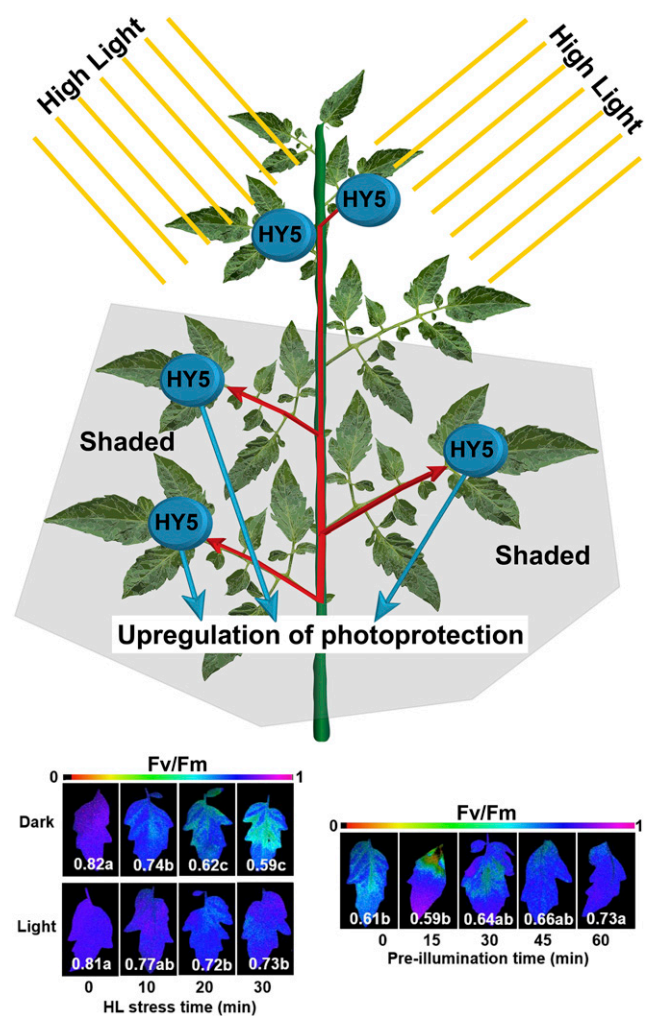 High Light
High Light
HY5
HY5
HY5
Shaded
HY5
HY5
Shaded
Upregulation of photoprotection
Fv/Fm
0 1
Dark
0.82a 0.74b 0.62c 0.59c
Light
0.81a 0.77ab 0.72b 0.73b
0 10 20 30
HL stress time (min)
Fv/Fm
0 1
0.61b 0.59b 0.64ab 0.66ab 0.73a
0 15 30 45 60
Pre-illumination time (min)